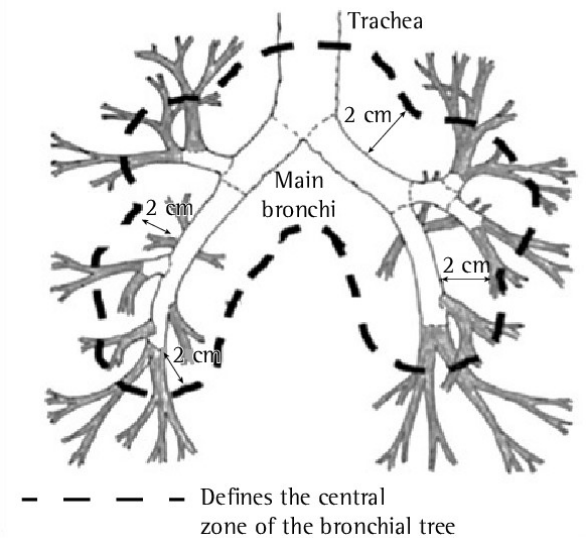 Trachea
2 cm
Main
bronchi
2 cm
2 cm
2 cm
Defines the central
zone of the bronchial tree